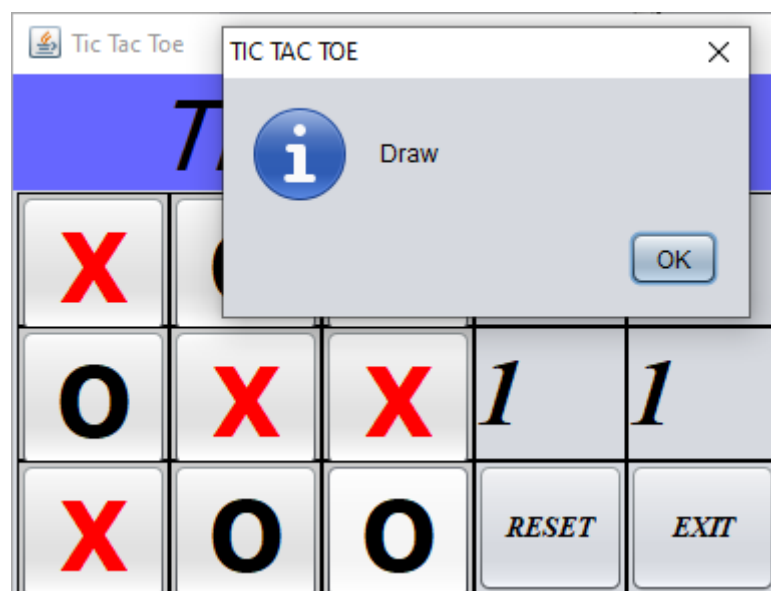 Tic Tac Toe
TIC TAC TOE
Draw
OK
X
O X X 1 1
X O O RESET EXIT